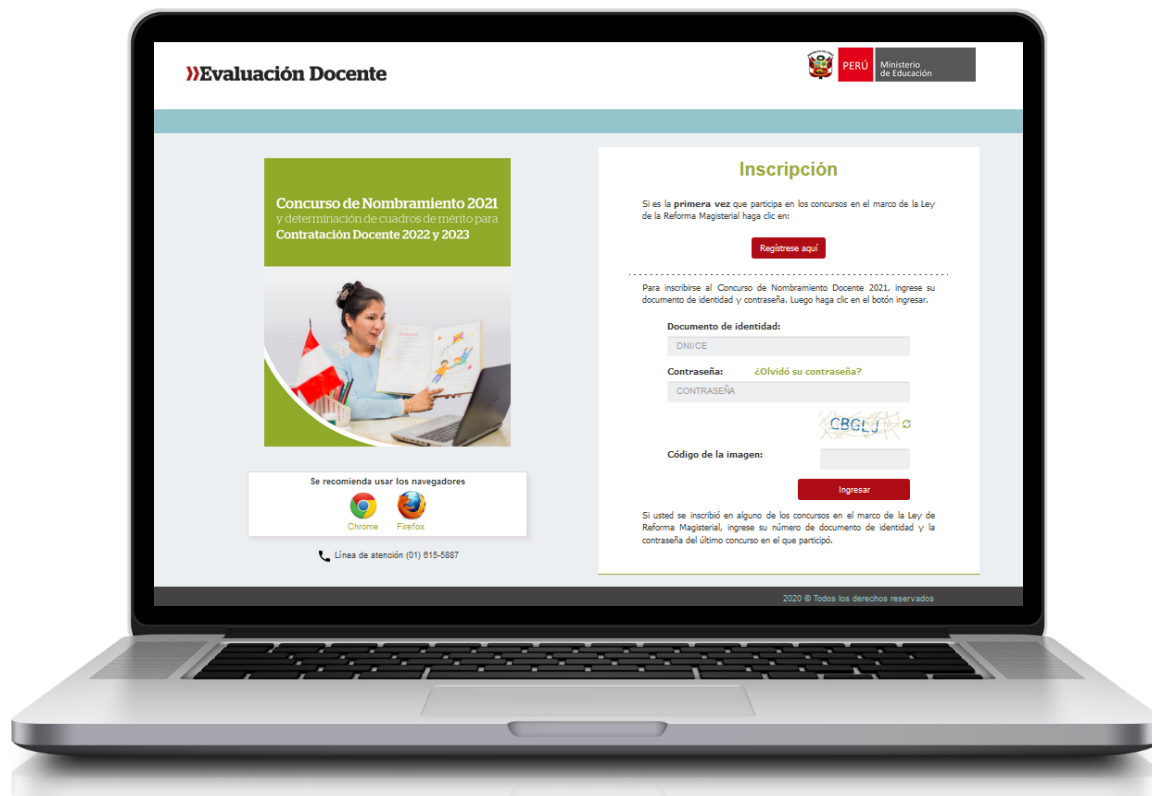 »Evaluación Docente
PERÚ
Ministerio
de Educación
Concurso de Nombramiento 2021
y determinación de cuadros de mérito para
Contratación Docente 2022 y 2023
Se recomienda usar los navegadores
Chrome Firefox
Línea de atención (01) 615-5887
Inscripción
Si es la primera vez que participa en los concursos en el marco de la Ley
de la Reforma Magisterial haga clic en:
Regístrese aquí
Para inscribirse al Concurso de Nombramiento Docente 2021, ingrese su
documento de identidad y contraseña. Luego haga clic en el botón ingresar.
Documento de identidad:
DNI/CE
Contraseña: ¿Olvidó su contraseña?
CONTRASEÑA
CBGLJ
Código de la imagen:
Ingresar
Si usted se inscribió en alguno de los concursos en el marco de la Ley de
Reforma Magisterial, ingrese su número de documento de identidad y la
contraseña del último concurso en el que participó.
2020 © Todos los derechos reservados